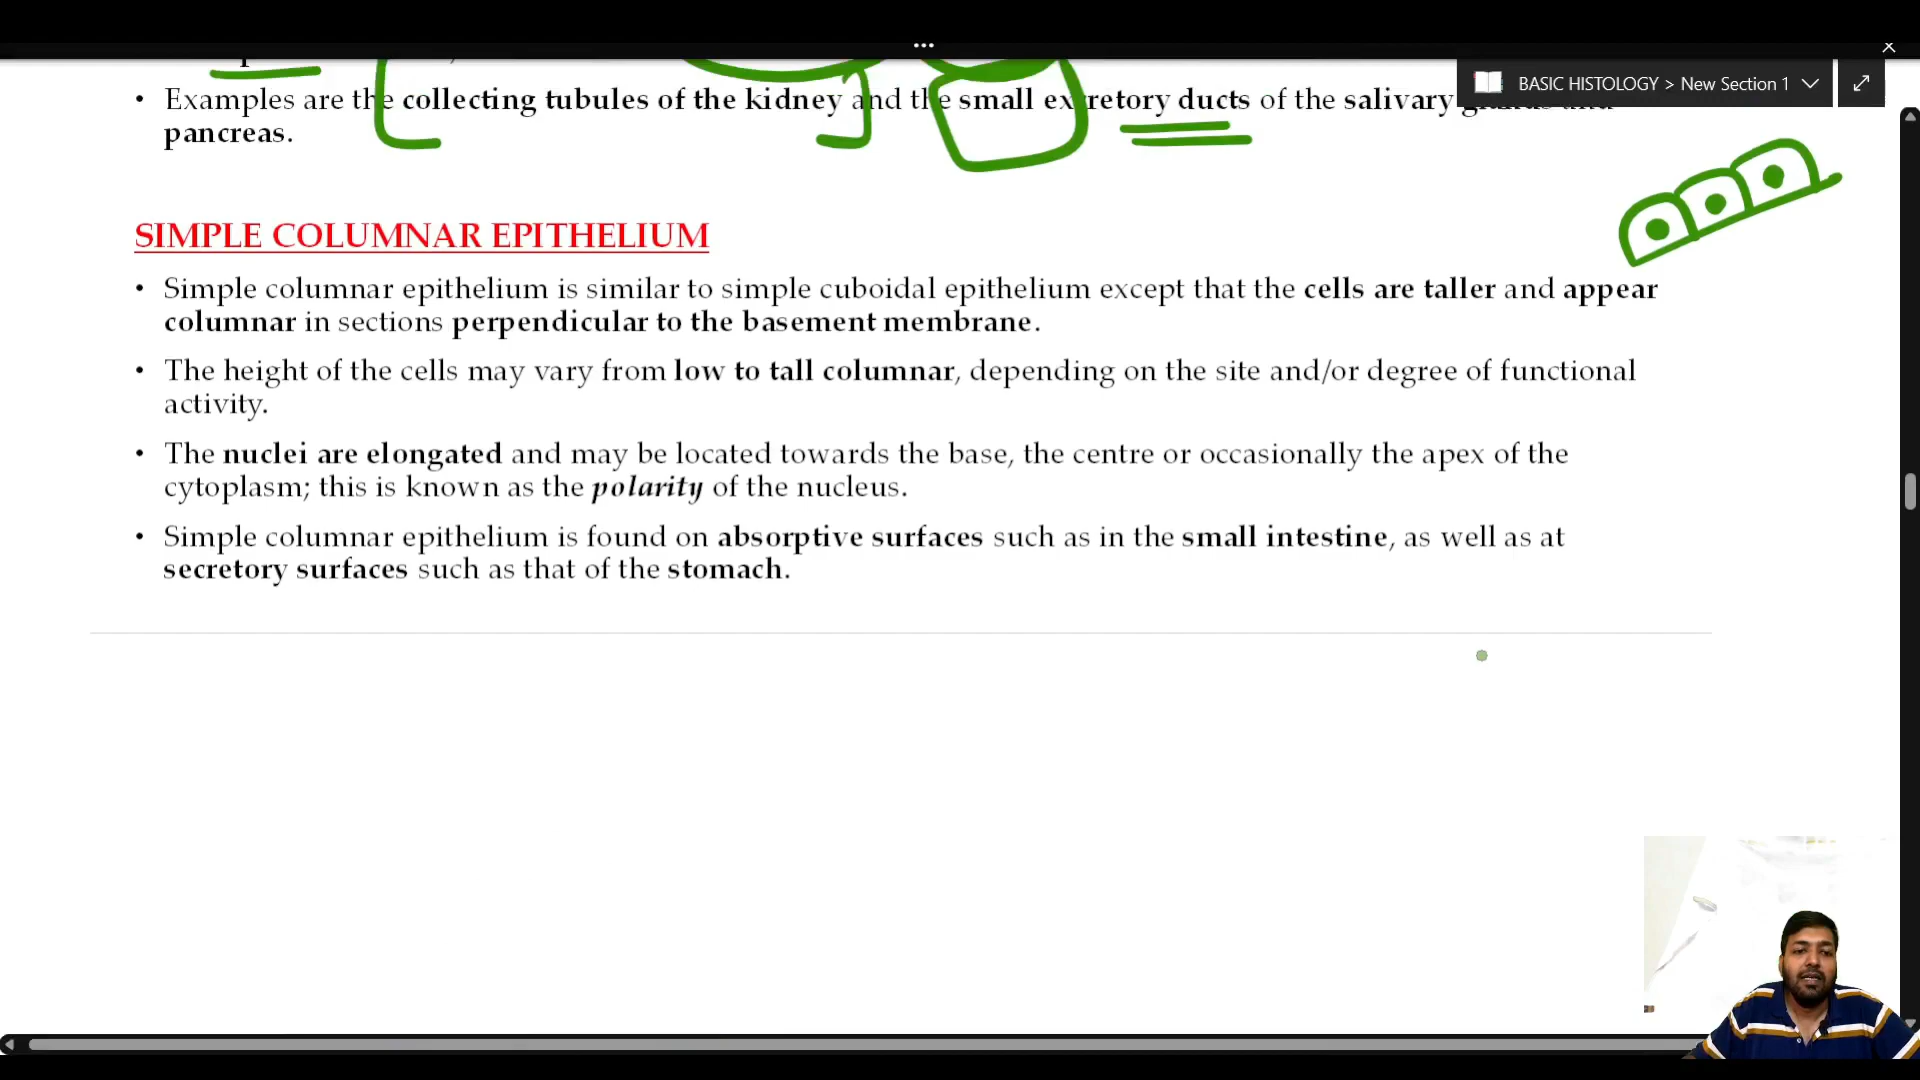 BASIC HISTOLOGY > New Section 1
• Examples are the collecting tubules of the kidney and the small excretory ducts of the salivary glands and
pancreas.
SIMPLE COLUMNAR EPITHELIUM
• Simple columnar epithelium is similar to simple cuboidal epithelium except that the cells are taller and appear
columnar in sections perpendicular to the basement membrane.
• The height of the cells may vary from low to tall columnar, depending on the site and/or degree of functional
activity.
• The nuclei are elongated and may be located towards the base, the centre or occasionally the apex of the
cytoplasm; this is known as the polarity of the nucleus.
• Simple columnar epithelium is found on absorptive surfaces such as in the small intestine, as well as at
secretory surfaces such as that of the stomach.